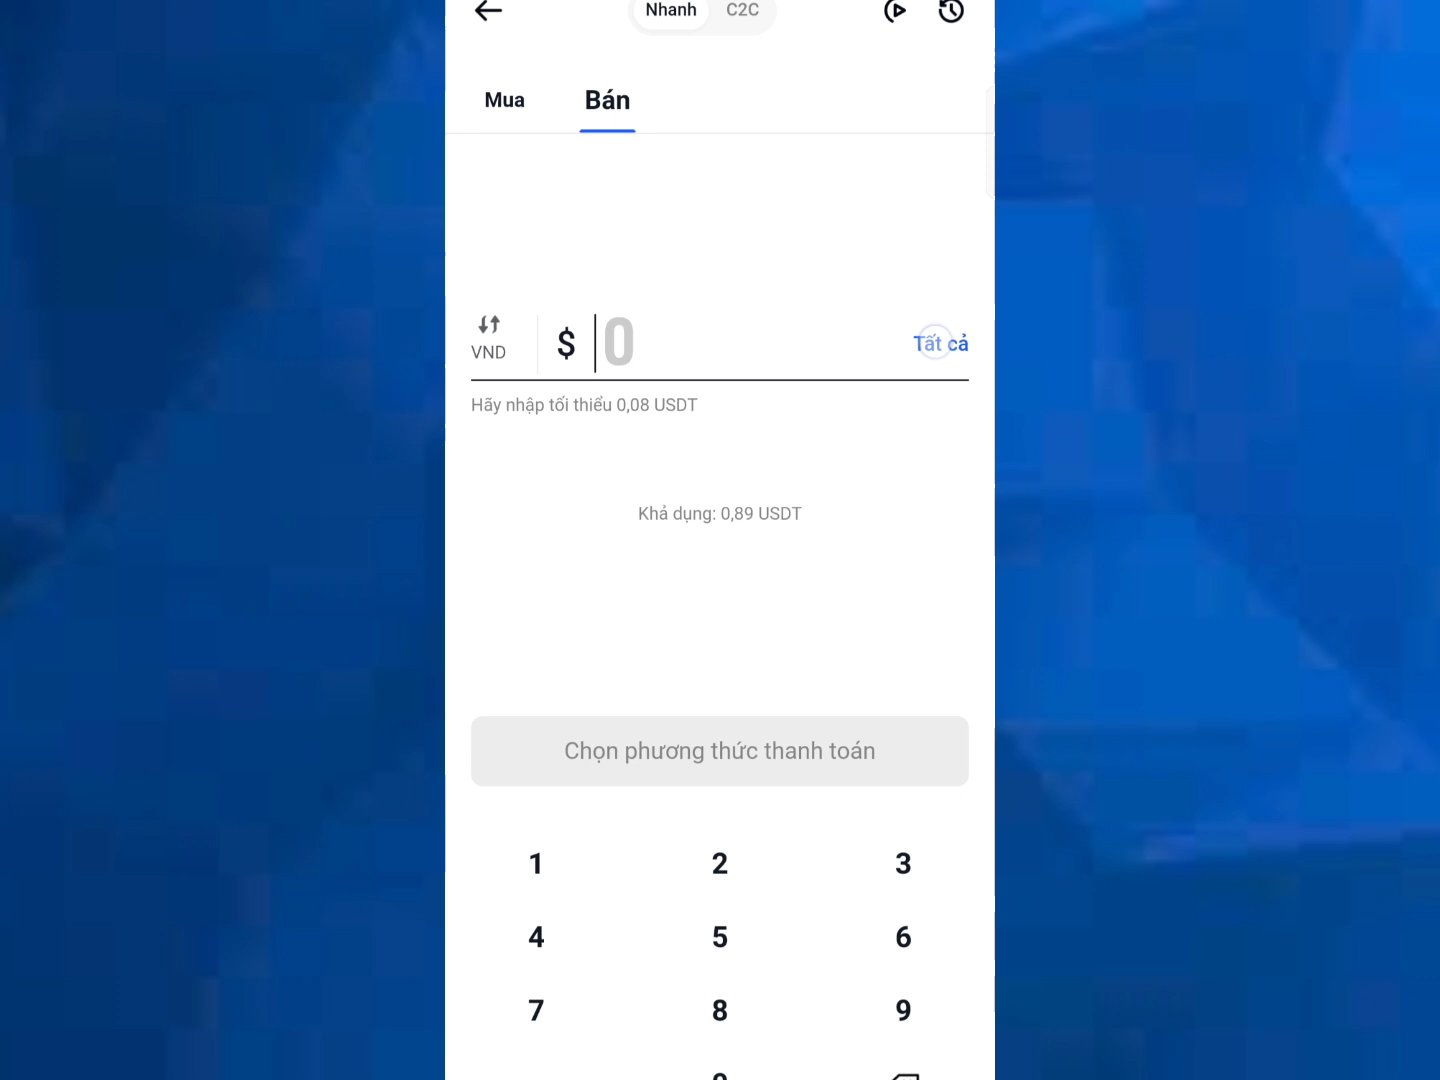 Nhanh C2C
Mua Bán
VND $ 0 Tất cả
Hãy nhập tối thiểu 0,08 USDT
Khả dụng: 0,89 USDT
Chọn phương thức thanh toán
1 2 3
4 5 6
7 8 9